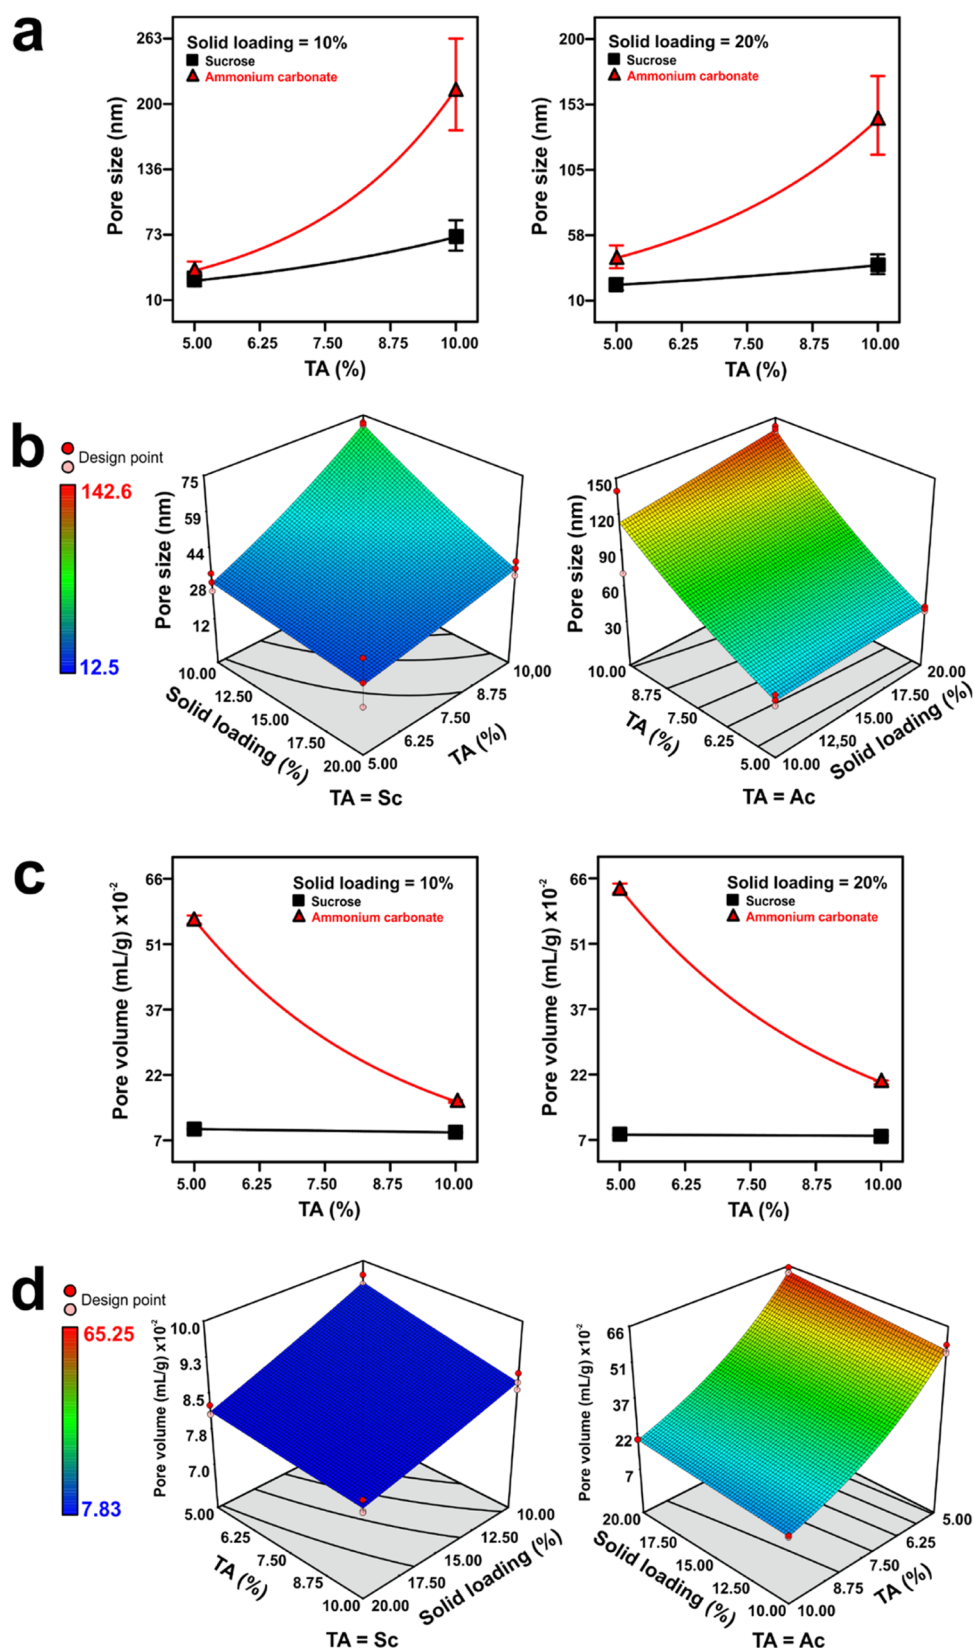 a
Solid loading = 10%
Sucrose
Ammonium carbonate
263
200
136
73
10
Pore size (nm)
5.00 6.25 7.50 8.75 10.00
TA (%)
Solid loading = 20%
Sucrose
Ammonium carbonate
200
153
105
58
10
Pore size (nm)
5.00 6.25 7.50 8.75 10.00
TA (%)
b
Design point
142.6
12.5
75
59
44
28
12
Pore size (nm)
10.00
12.50
15.00
17.50
20.00
Solid loading (%)
5.00
6.25
7.50
8.75
10,00
TA (%)
TA = Sc
150
120
90
60
30
Pore size (nm)
10.00
8.75
7.50
6.25
5.00
TA (%)
10.00
12,50
15.00
17.50
20.00
Solid loading (%)
TA = Ac
c
Solid loading = 10%
Sucrose
Ammonium carbonate
66
51
37
22
7
Pore volume (mL/g) x10-2
5.00 6.25 7.50 8.75 10.00
TA (%)
Solid loading = 20%
Sucrose
Ammonium carbonate
66
51
37
22
7
Pore volume (mL/g) x10-2
5.00 6.25 7.50 8.75 10.00
TA (%)
d
Design point
65.25
7.83
10.0
9.3
8.5
7.8
7.0
Pore volume (mL/g) x10-2
5.00
6.25
7.50
8.75
10.00
TA (%)
20.00
17.50
15.00
12.50
10.00
Solid loading (%)
TA = Sc
66
51
37
22
7
Pore volume (mL/g) x10-2
20.00
17.50
15.00
12.50
10.00
Solid loading (%)
10.00
8.75
7.50
6.25
5.00
TA (%)
TA = Ac